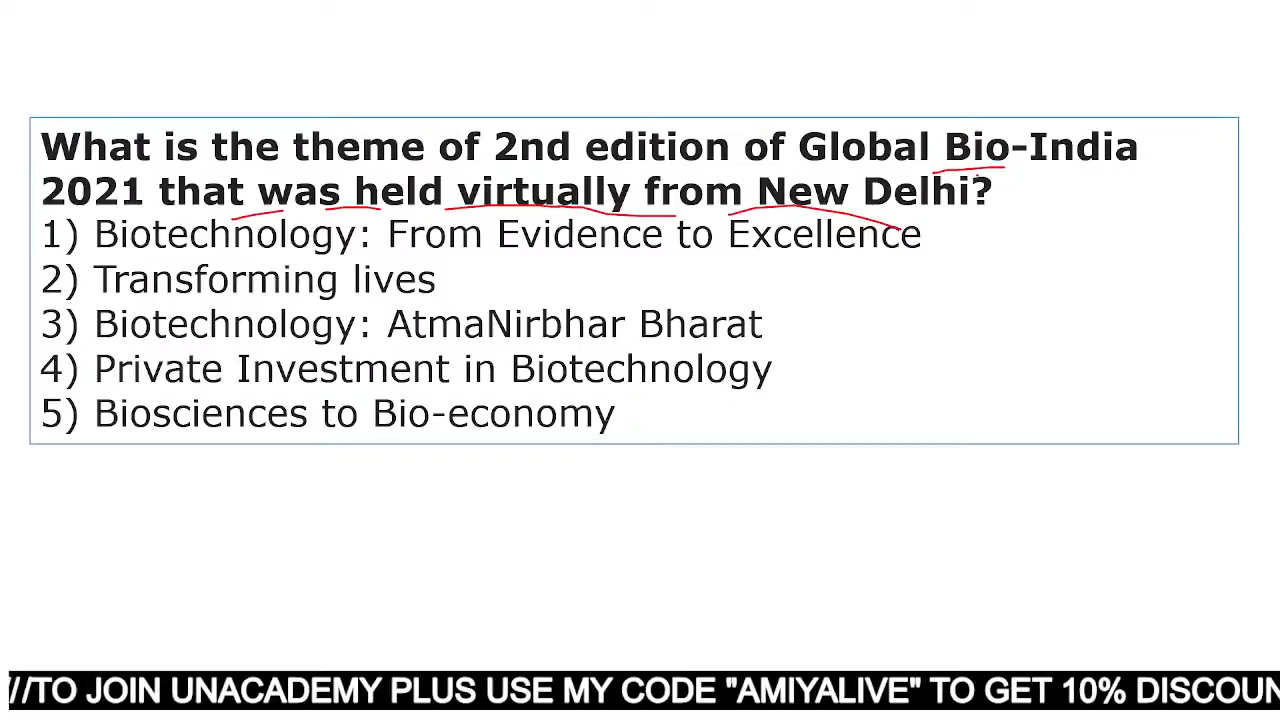 What is the theme of 2nd edition of Global Bio-India
2021 that was held virtually from New Delhi?
1) Biotechnology: From Evidence to Excellence
2) Transforming lives
3) Biotechnology: AtmaNirbhar Bharat
4) Private Investment in Biotechnology
5) Biosciences to Bio-economy
//TO JOIN UNACADEMY PLUS USE MY CODE "AMIYALIVE" TO GET 10% DISCOUN